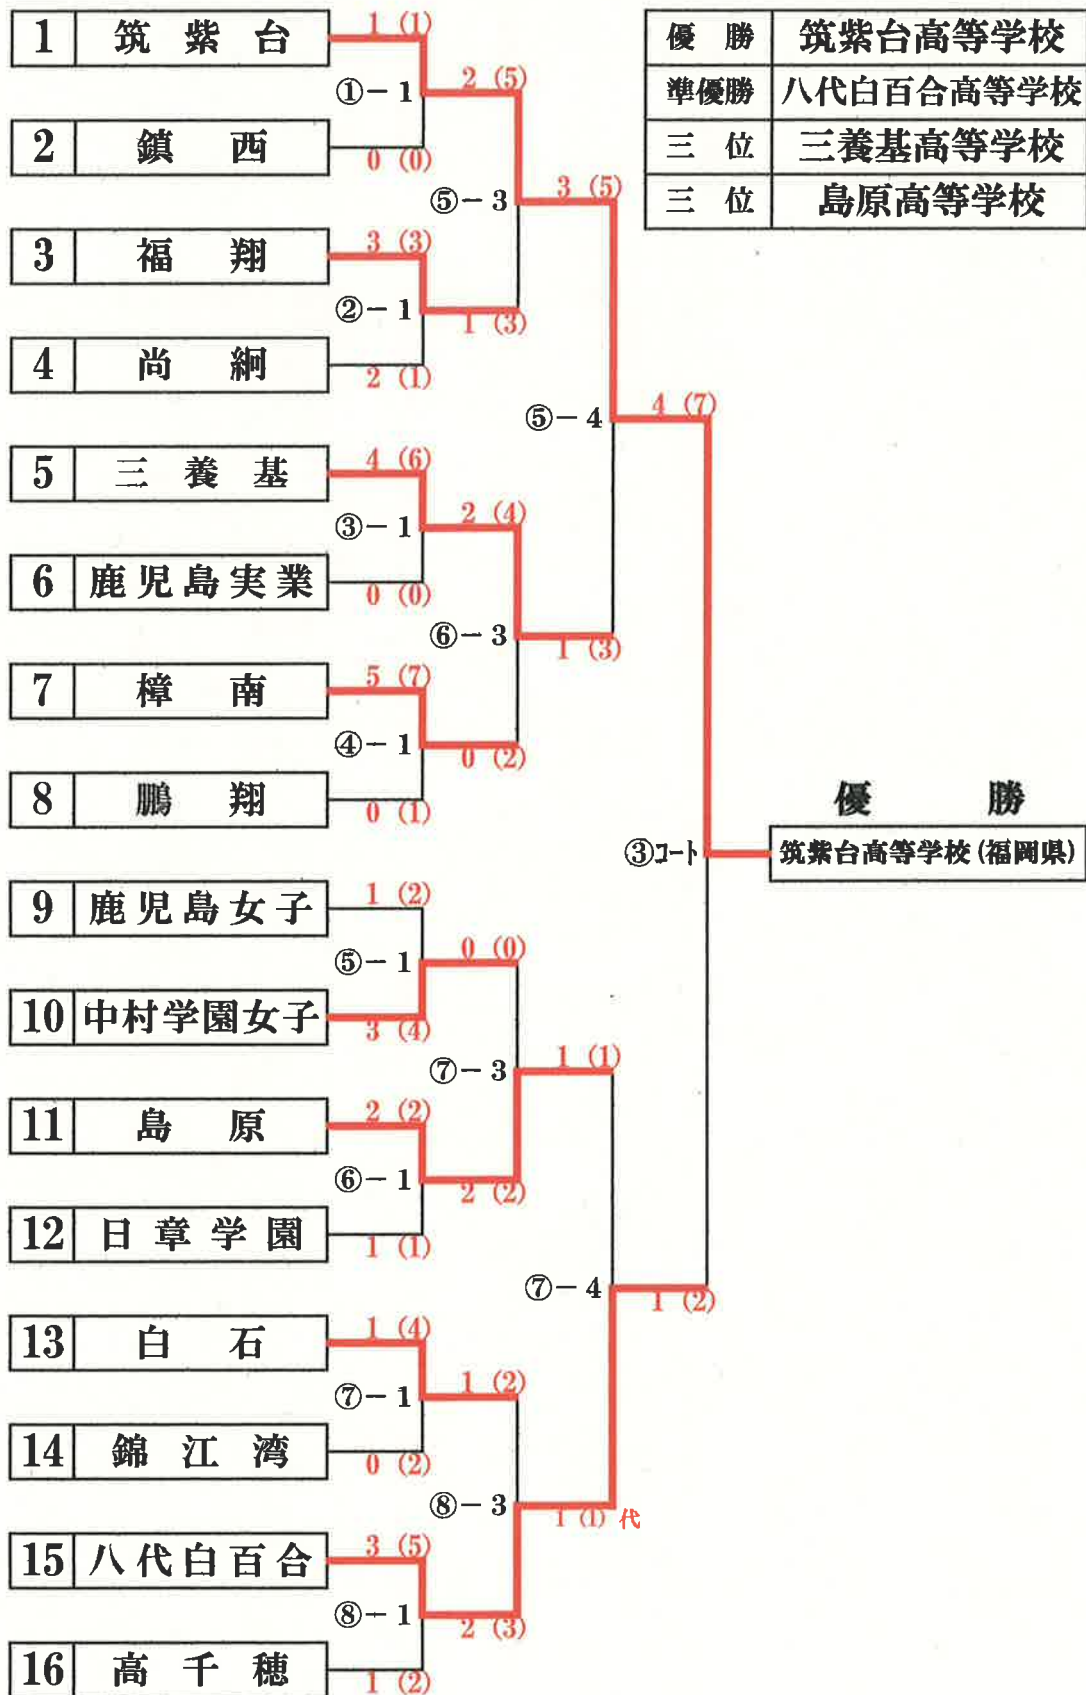 優勝 筑紫台高等学校
準優勝 八代白百合高等学校
三位 三養基高等学校
三位 島原高等学校
1 筑紫台
1 (1)
①-1
2 (5)
2 鎮西
0 (0)
⑤-3
3 (5)
3 福翔
3 (3)
②-1
1 (3)
4 尚絅
2 (1)
⑤-4
4 (7)
5 三養基
4 (6)
③-1
2 (4)
6 鹿児島実業
0 (0)
⑥-3
1 (3)
7 樟南
5 (7)
④-1
0 (2)
8 鵬翔
0 (1)
優勝
③コート
筑紫台高等学校(福岡県)
9 鹿児島女子
1 (2)
⑤-1
0 (0)
10 中村学園女子
3 (4)
⑦-3
1 (1)
11 島原
2 (2)
⑥-1
2 (2)
12 日章学園
1 (1)
⑦-4
1 (2)
13 白石
1 (4)
⑦-1
1 (2)
14 錦江湾
0 (2)
⑧-3
1 (1) 代
15 八代白百合
3 (5)
⑧-1
2 (3)
16 高千穂
1 (2)